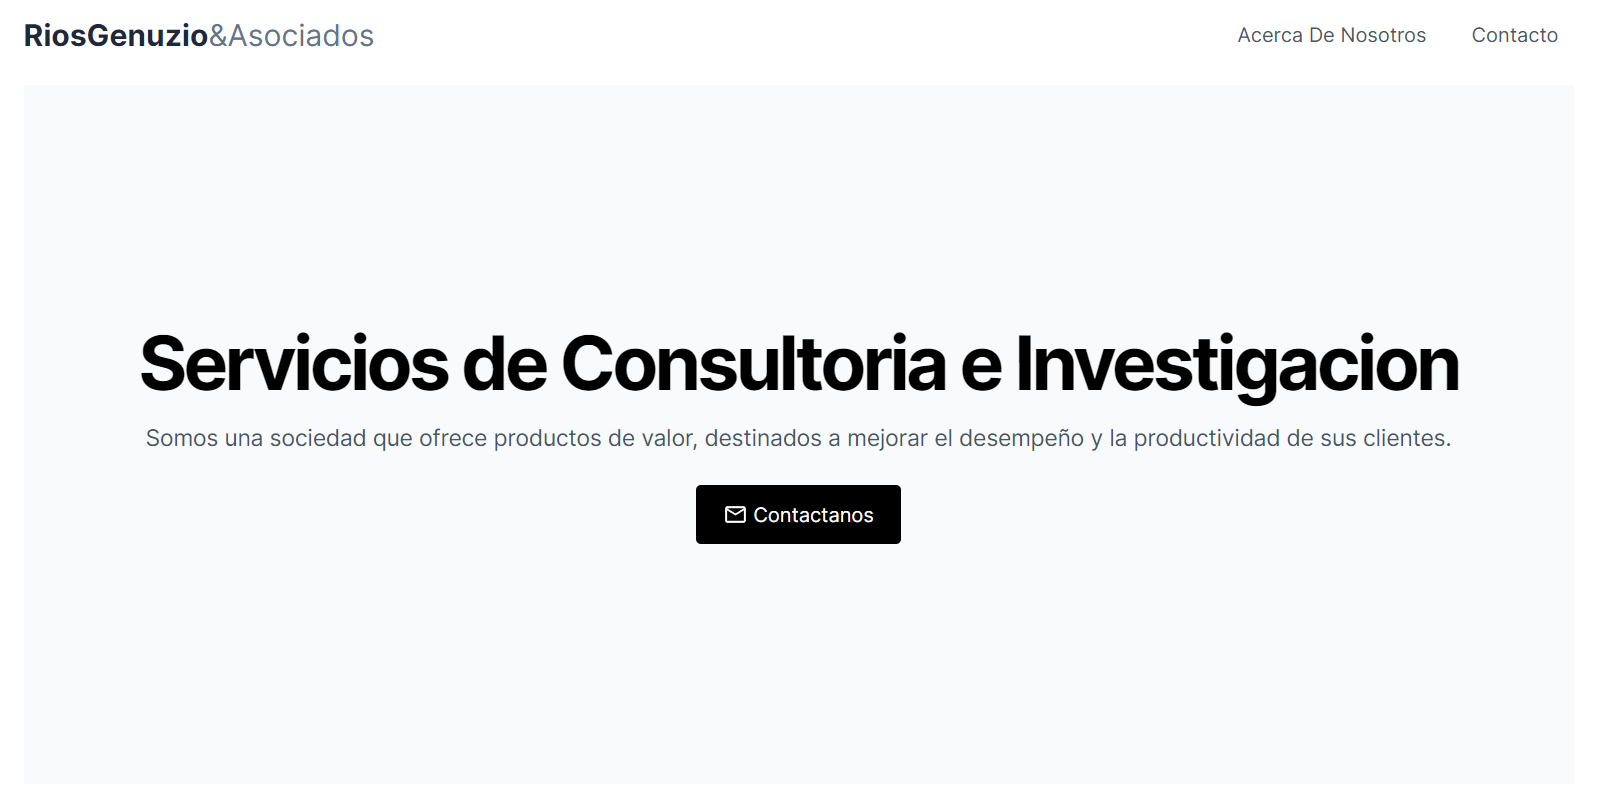 RiosGenuzio&Asociados
Acerca De Nosotros
Contacto
Servicios de Consultoria e Investigacion
Somos una sociedad que ofrece productos de valor, destinados a mejorar el desempeño y la productividad de sus clientes.
Contactanos